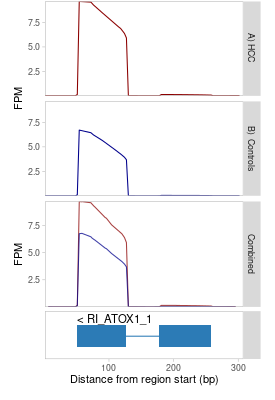 7.5
5.0
2.5
A) HCC
FPM
7.5
5.0
2.5
B) Controls
7.5
5.0
2.5
FPM
Combined
< RI_ATOX1_1
100
200
300
Distance from region start (bp)